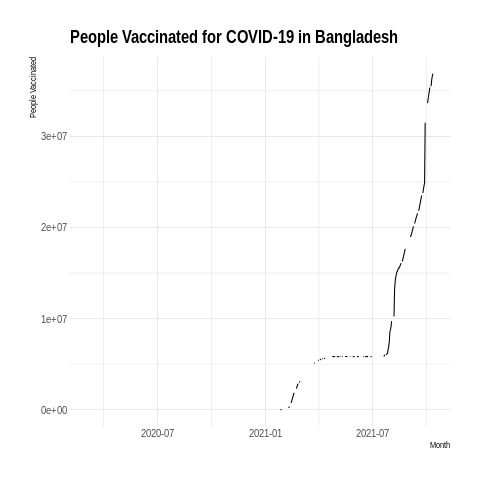 People Vaccinated for COVID-19 in Bangladesh
People Vaccinated
3e+07
2e+07
1e+07
0e+00
2020-07
2021-01
2021-07
Month